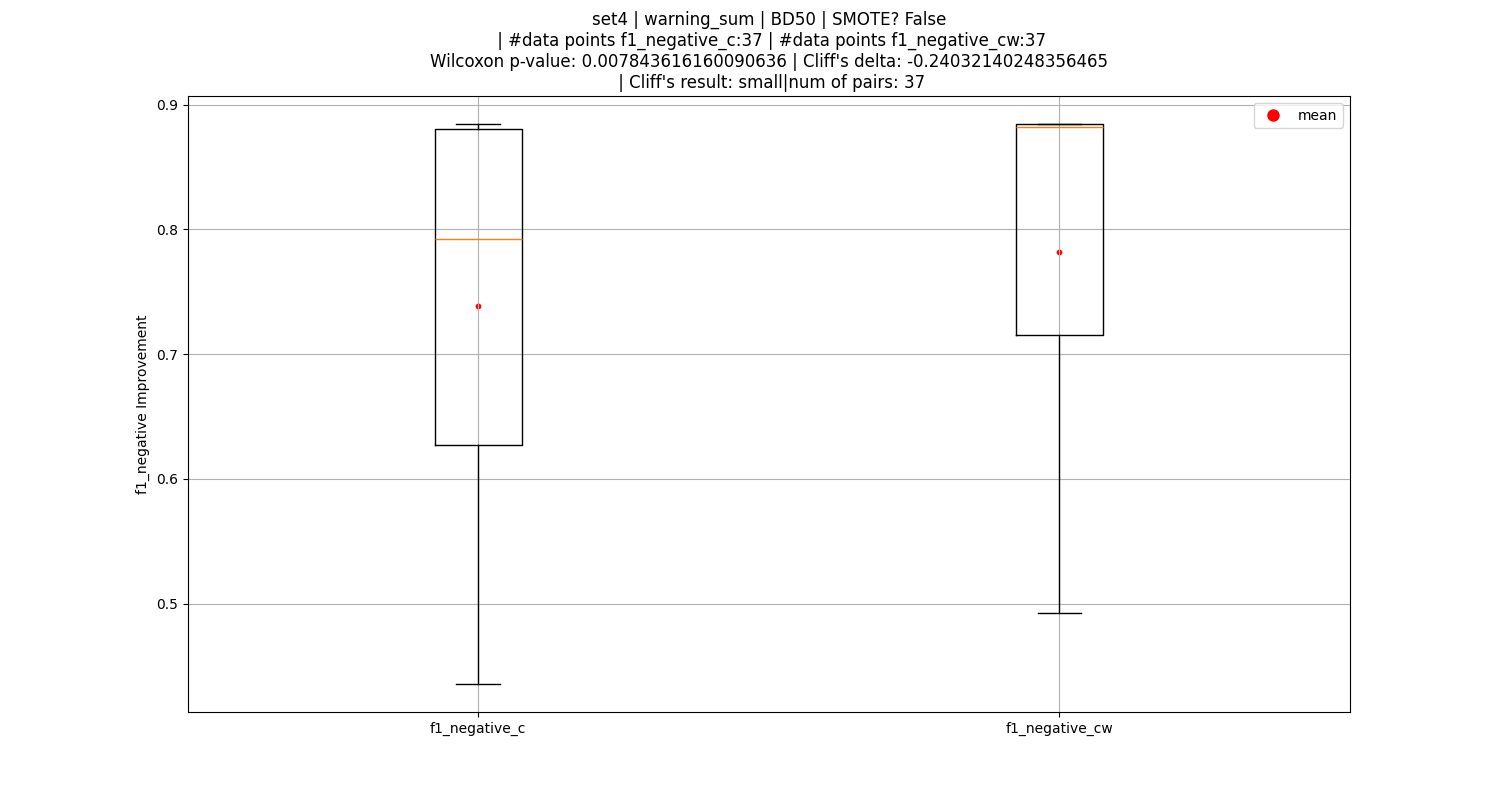 set4 | warning_sum | BD50 | SMOTE? False
| #data points f1_negative_c:37 | #data points f1_negative_cw:37
Wilcoxon p-value: 0.007843616160090636 | Cliff's delta: -0.24032140248356465
| Cliff's result: small|num of pairs: 37
mean
f1_negative Improvement
0.9
0.8
0.7
0.6
0.5
f1_negative_c
f1_negative_cw